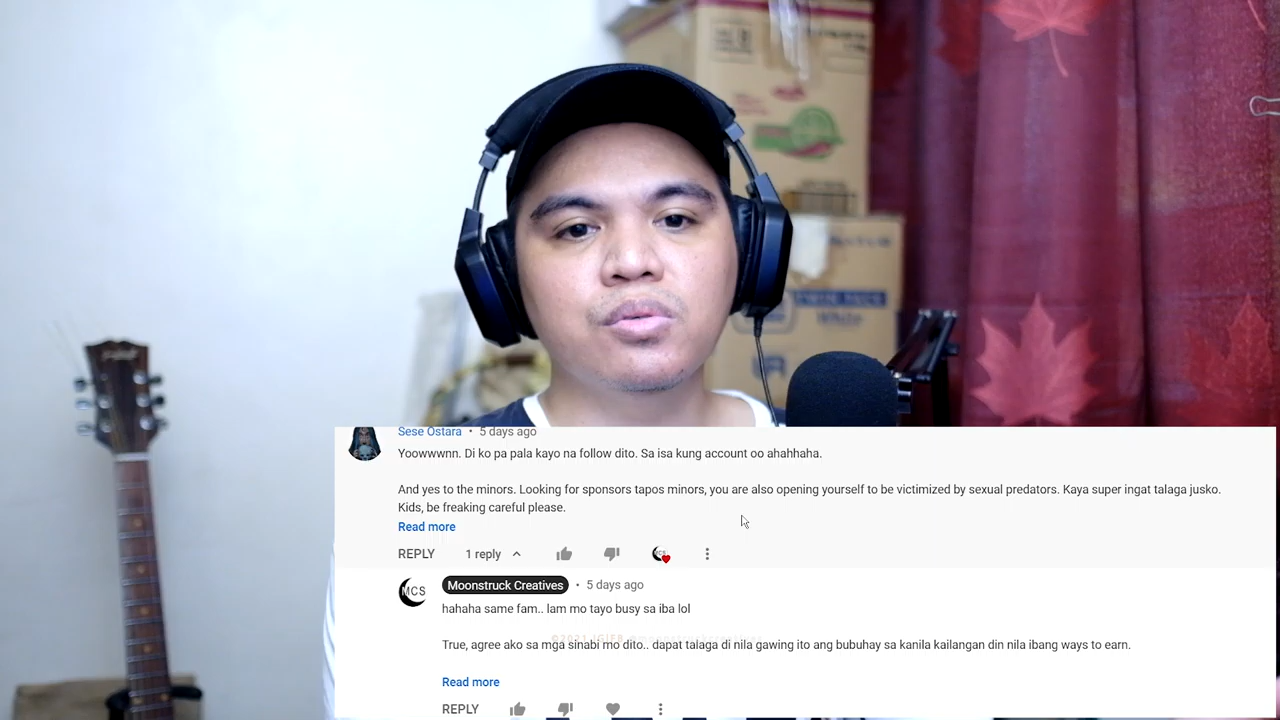 Sese Ostara • 5 days ago
Yoowwwnn. Di ko pa pala kayo na follow dito. Sa isa kung account oo ahahhaha.
And yes to the minors. Looking for sponsors tapos minors, you are also opening yourself to be victimized by sexual predators. Kaya super ingat talaga jusko.
Kids, be freaking careful please.
Read more
REPLY 1 reply
MCS Moonstruck Creatives • 5 days ago
hahaha same fam.. lam mo tayo busy sa iba lol
True, agree ako sa mga sinabi mo dito.. dapat talaga di nila gawing ito ang bubuhay sa kanila kailangan din nila ibang ways to earn.
Read more
REPLY